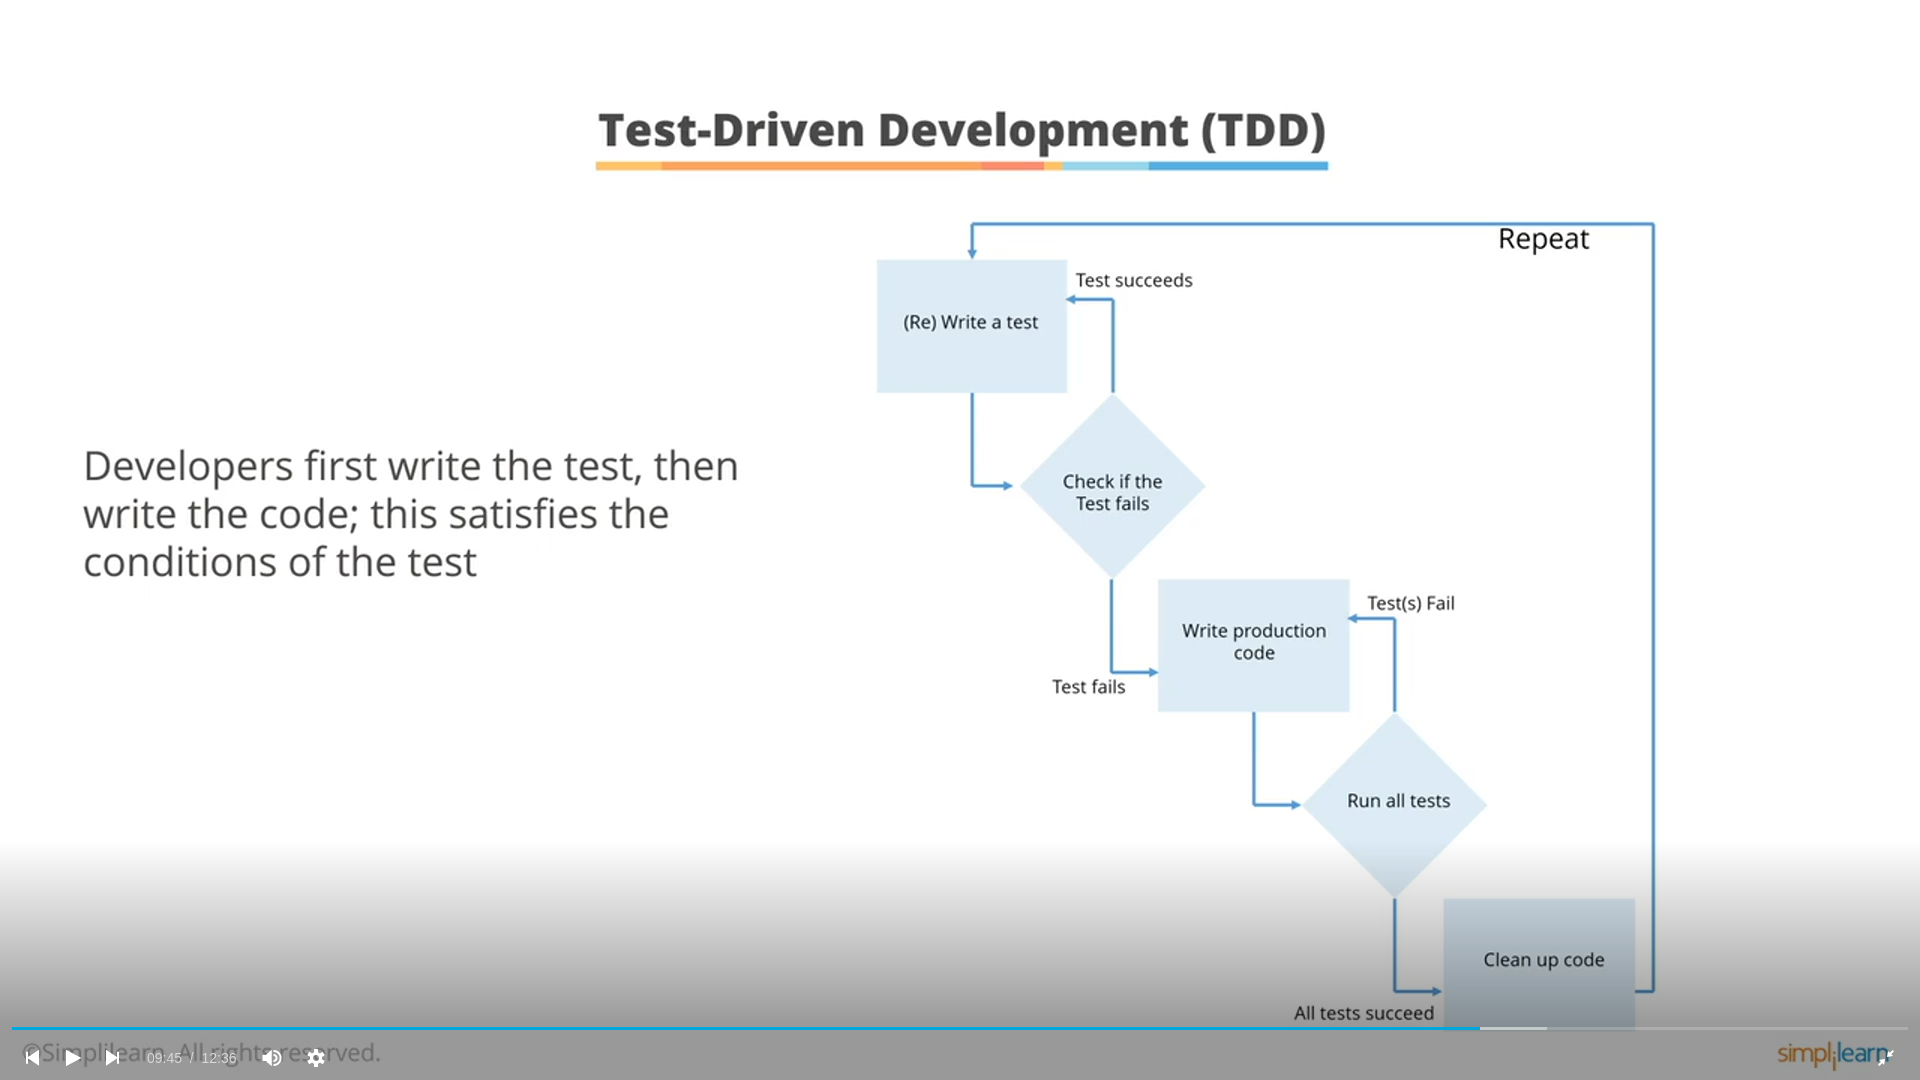 Test-Driven Development (TDD)
Repeat
Test succeeds
(Re) Write a test
Developers first write the test, then
write the code; this satisfies the
conditions of the test
Check if the
Test fails
Test(s) Fail
Write production
code
Test fails
Run all tests
Clean up code
All tests succeed
©Simplilearn. All rights reserved.
09:45 / 12:36
simplilearn